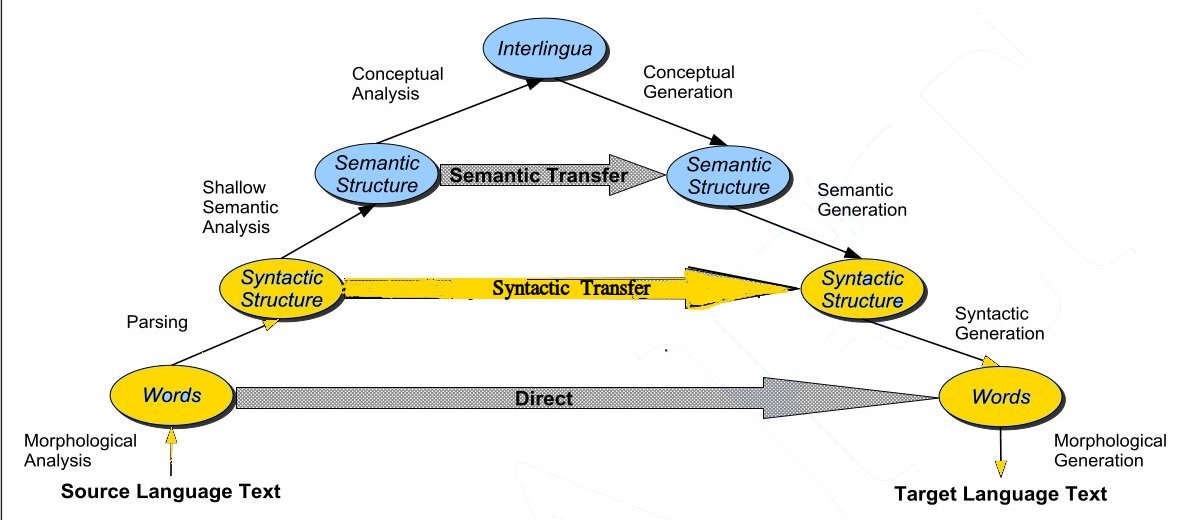 Interlingua
Conceptual
Analysis
Conceptual
Generation
Semantic
Structure
Semantic Transfer
Semantic
Structure
Shallow
Semantic
Analysis
Semantic
Generation
Syntactic
Structure
Syntactic Transfer
Syntactic
Structure
Parsing
Syntactic
Generation
Words
Direct
Words
Morphological
Analysis
Morphological
Generation
Source Language Text
Target Language Text